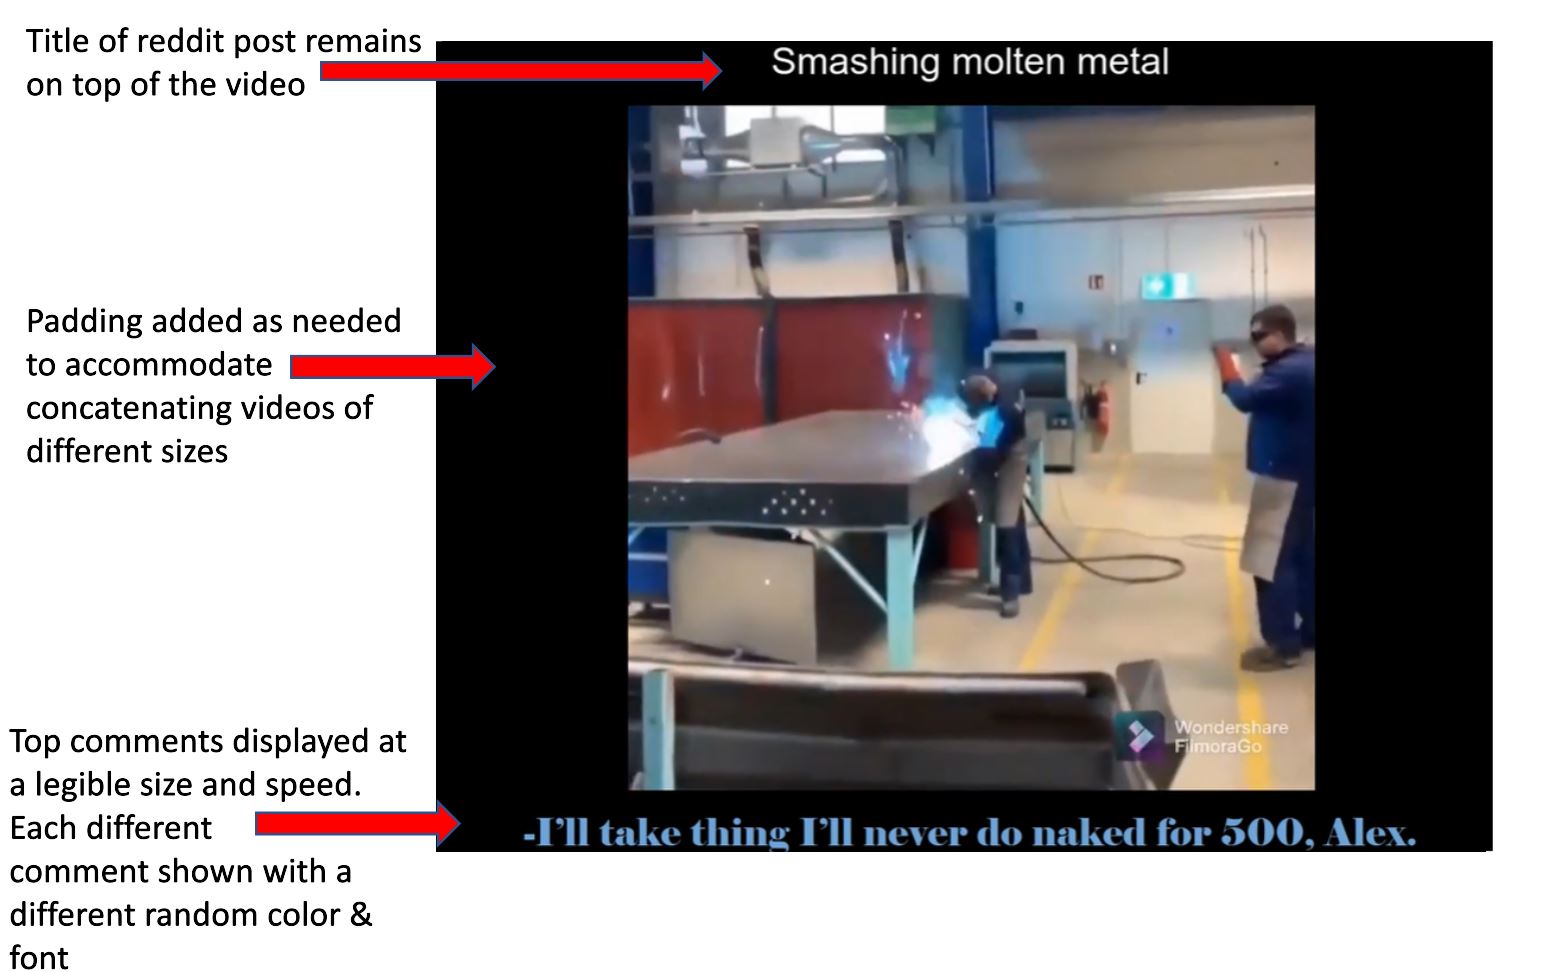 Title of reddit post remains
on top of the video
Smashing molten metal
Padding added as needed
to accommodate
concatenating videos of
different sizes
Wondershare
FilmoraGo
Top comments displayed at
a legible size and speed.
Each different
comment shown with a
different random color &
font
-I'll take thing I'll never do naked for 500, Alex.